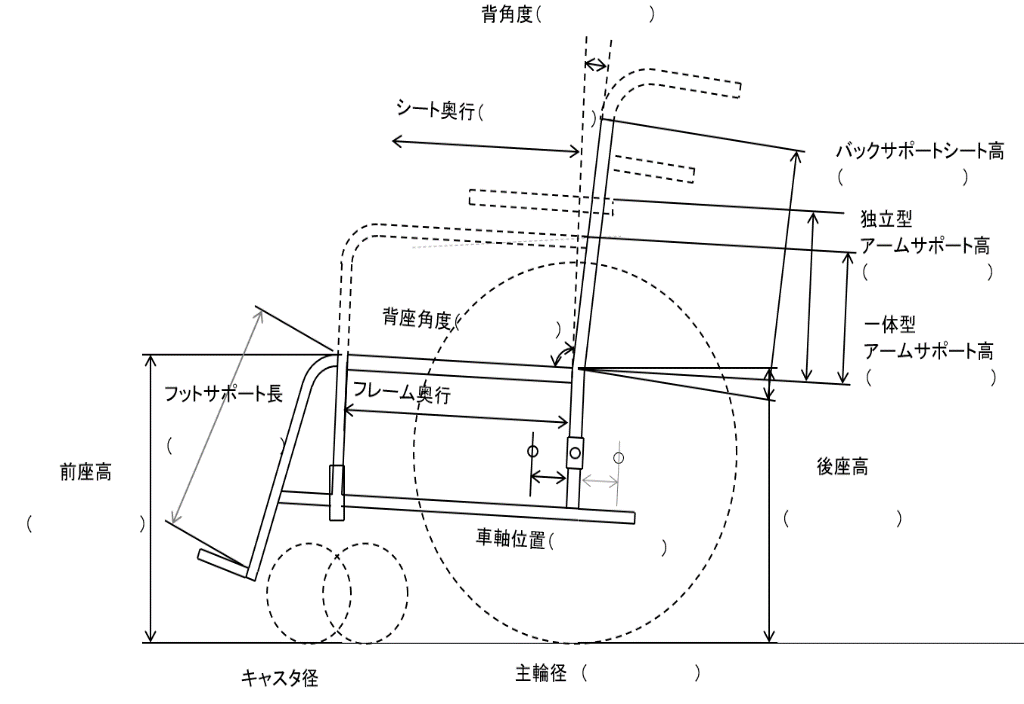 背角度(　　　　　)
シート奥行(　　　　　)
バックサポートシート高
(　　　　　)
独立型
アームサポート高
(　　　　　)
背座角度(　　　　　)
一体型
アームサポート高
(　　　　　)
フットサポート長
(　　　　　)
フレーム奥行
前座高
(　　　　　)
後座高
(　　　　　)
車軸位置(　　　　　)
キャスタ径
主輪径 (　　　　　)